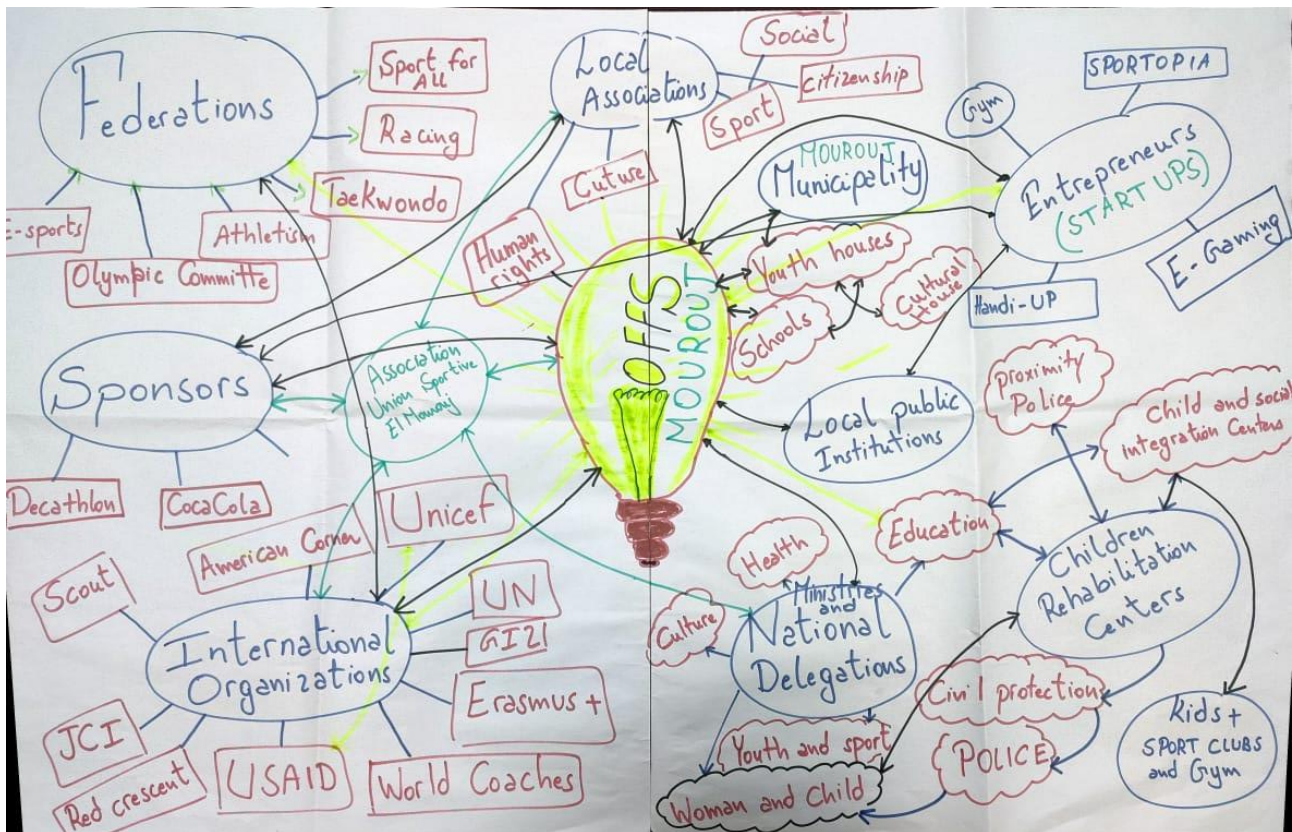 Federations
Sport for
All
Racing
Taekwondo
E-sports
Olympic Committe
Athletism
Local
Associations
Social
Citizenship
Sport
Cuture
Human
rights
MOUROUJ
Municipality
Gym
SPORTOPIA
Entrepreneurs
(START UPS)
E-Gaming
Handi-UP
Youth houses
Cultural
House
Schools
MOUROUJ
Sponsors
Decathlon
CocaCola
Association
Union Sportive
El Mourouj
Local public
Institutions
proximity
Police
Child and social
integration Centers
Education
Children
Rehabilitation
Centers
Health
Culture
Ministries
and
National
Delegations
Youth and sport
Woman and Child
Civil protection
POLICE
Kids +
SPORT CLUBS
and Gym
American Corner
Unicef
Scout
International
Organizations
UN
GIZ
Erasmus +
World Coaches
USAID
Red crescent
JCI